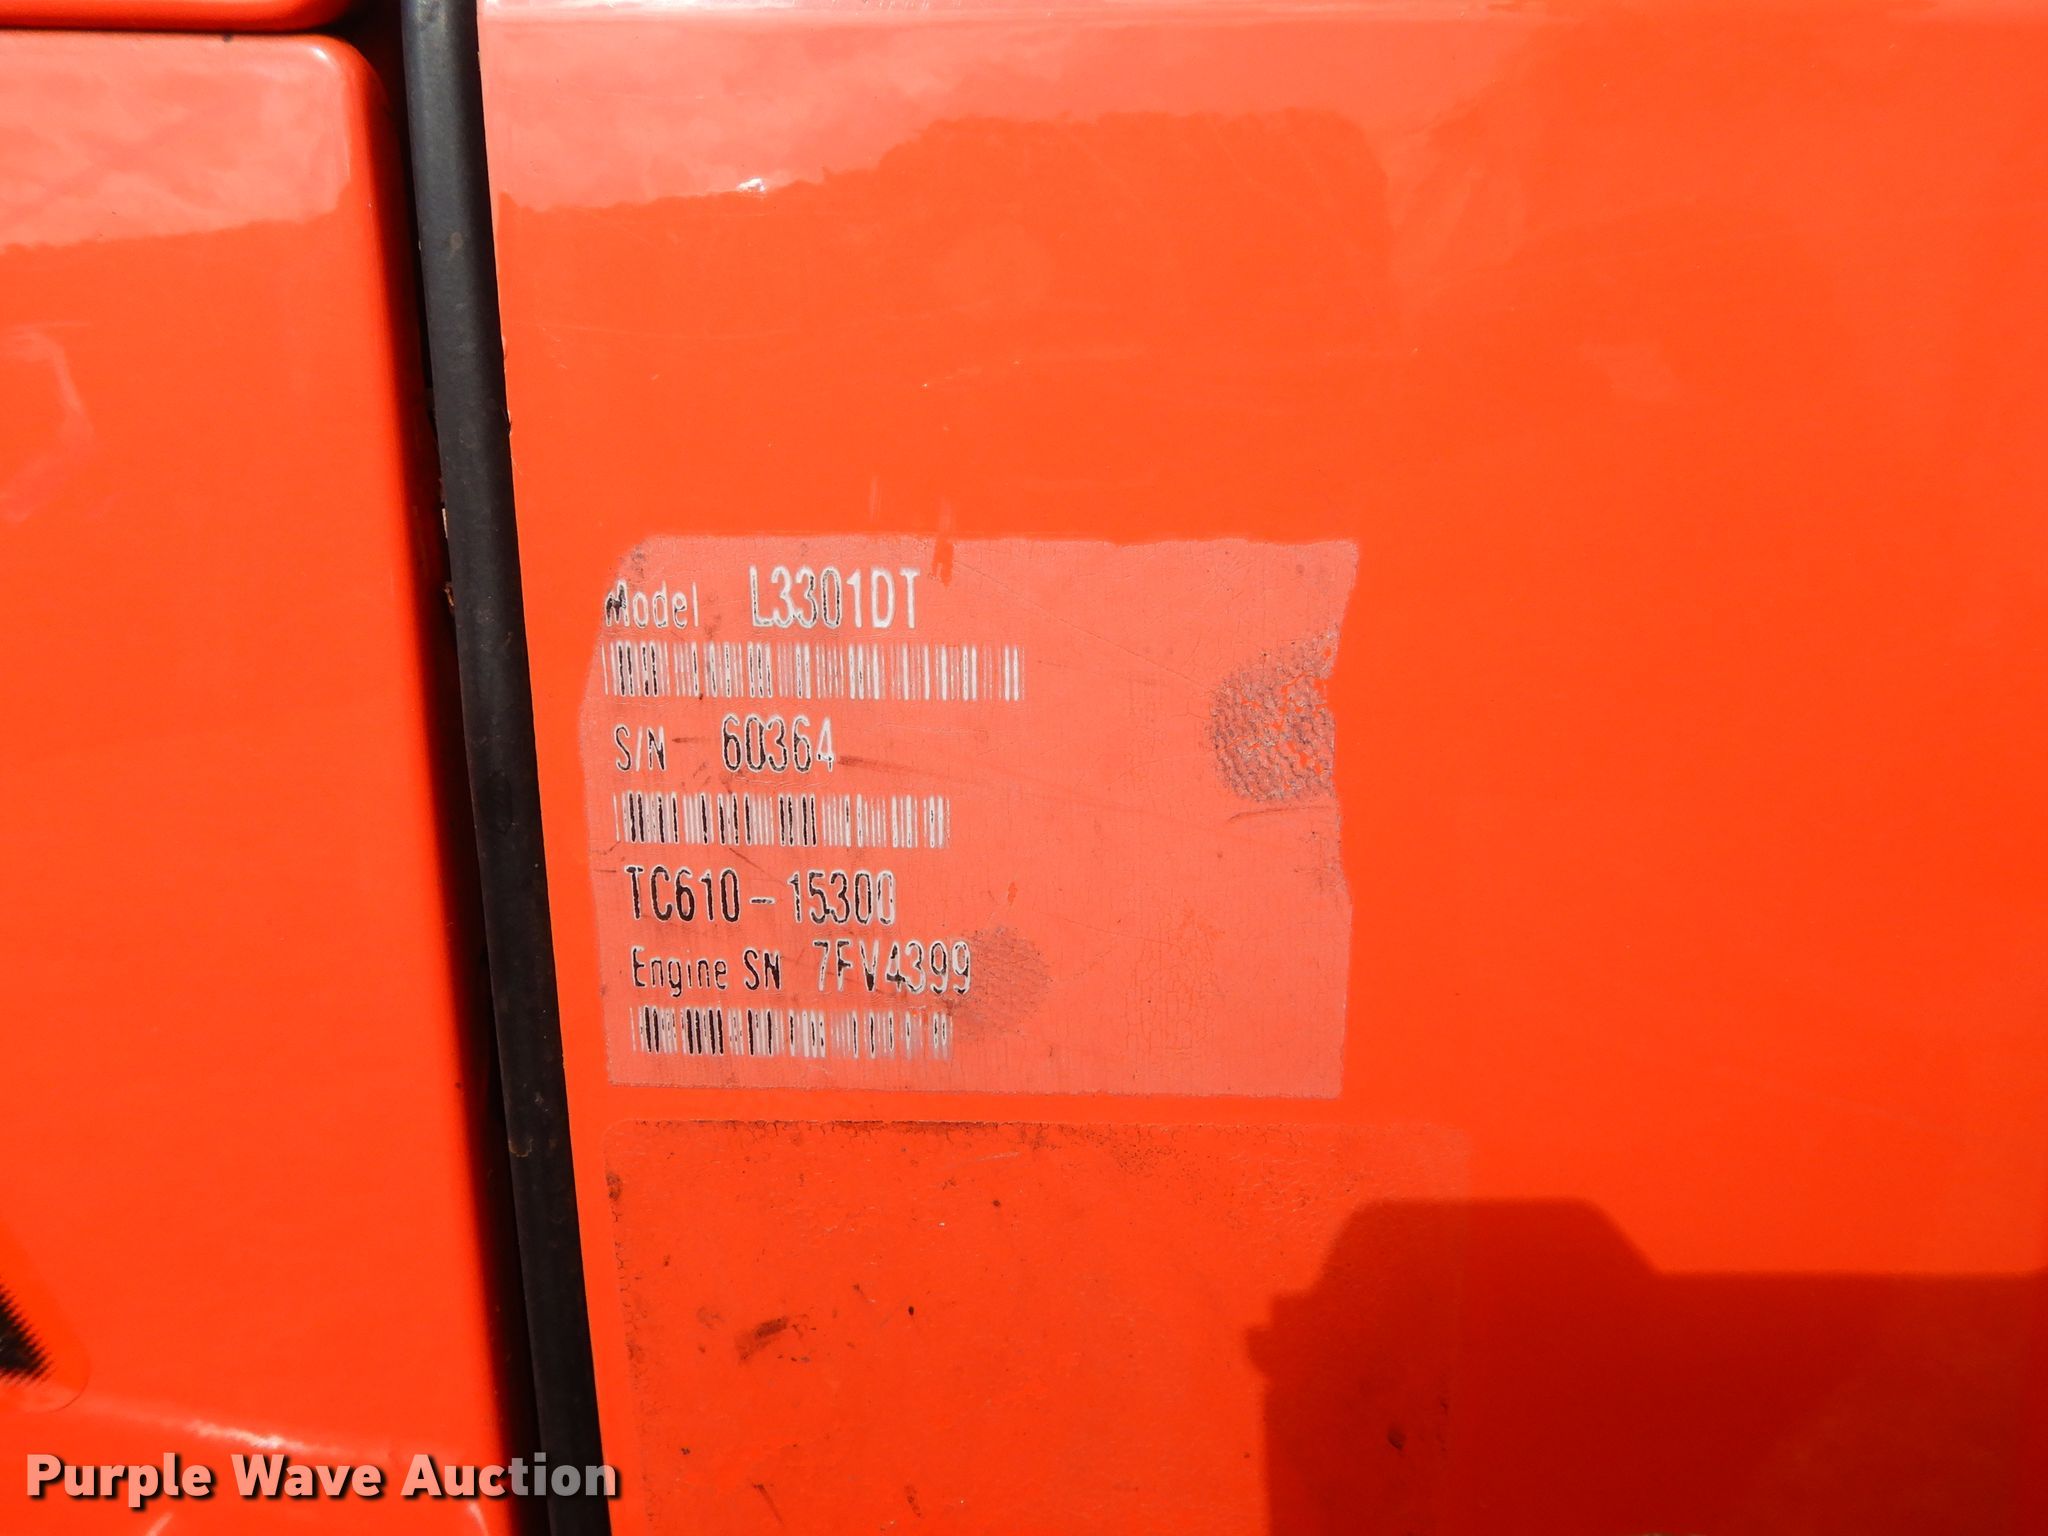 Model L3301DT
S/N 60364
TC610-15300
Engine SN 7FV4399
Purple Wave Auction